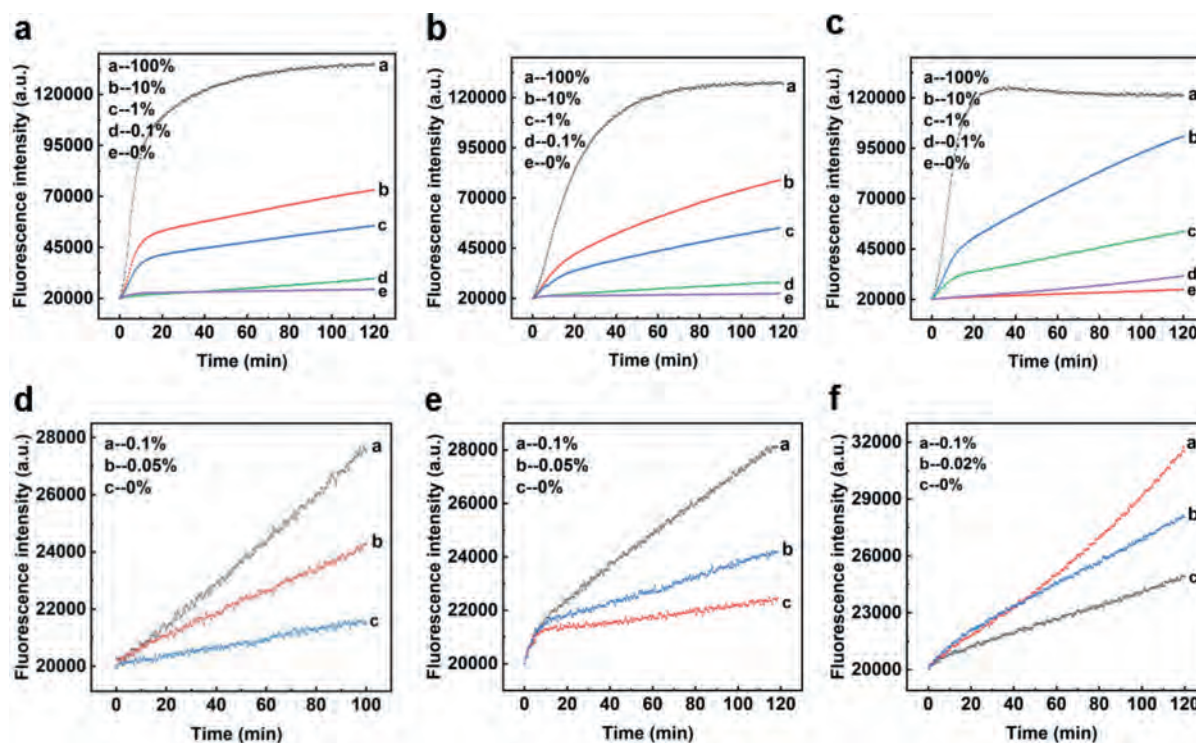 a
Fluorescence intensity (a.u.)
120000
95000
70000
45000
20000
a--100%
b--10%
c--1%
d--0.1%
e--0%
a
b
c
d
e
0 20 40 60 80 100 120
Time (min)
b
Fluorescence intensity (a.u.)
120000
95000
70000
45000
20000
a--100%
b--10%
c--1%
d--0.1%
e--0%
a
b
c
d
e
0 20 40 60 80 100 120
Time (min)
c
Fluorescence intensity (a.u.)
120000
95000
70000
45000
20000
a--100%
b--10%
c--1%
d--0.1%
e--0%
a
b
c
d
e
0 20 40 60 80 100 120
Time (min)
d
Fluorescence intensity (a.u.)
28000
26000
24000
22000
20000
a--0.1%
b--0.05%
c--0%
a
b
c
0 20 40 60 80 100
Time (min)
e
Fluorescence intensity (a.u.)
28000
26000
24000
22000
20000
a--0.1%
b--0.05%
c--0%
a
b
c
0 20 40 60 80 100 120
Time (min)
f
Fluorescence intensity (a.u.)
32000
29000
26000
23000
20000
a--0.1%
b--0.02%
c--0%
a
b
c
0 20 40 60 80 100 120
Time (min)